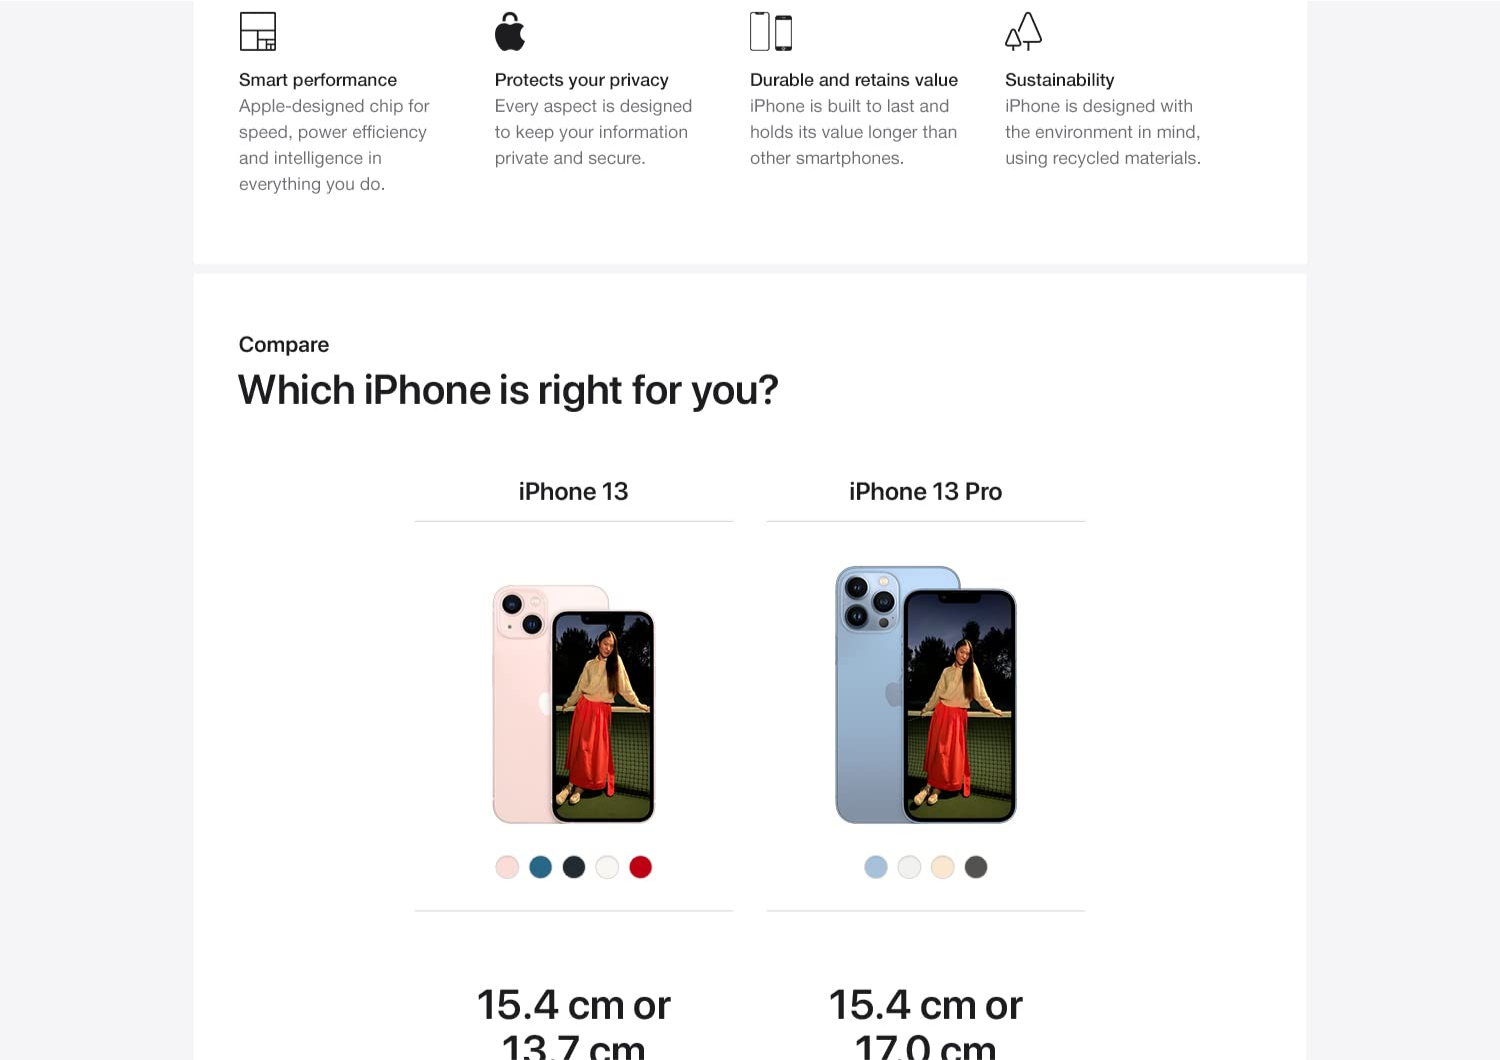 Smart performance
Apple-designed chip for
speed, power efficiency
and intelligence in
everything you do.
Protects your privacy
Every aspect is designed
to keep your information
private and secure.
Durable and retains value
iPhone is built to last and
holds its value longer than
other smartphones.
Sustainability
iPhone is designed with
the environment in mind,
using recycled materials.
Compare
Which iPhone is right for you?
iPhone 13
iPhone 13 Pro
15.4 cm or
13.7 cm
15.4 cm or
17.0 cm